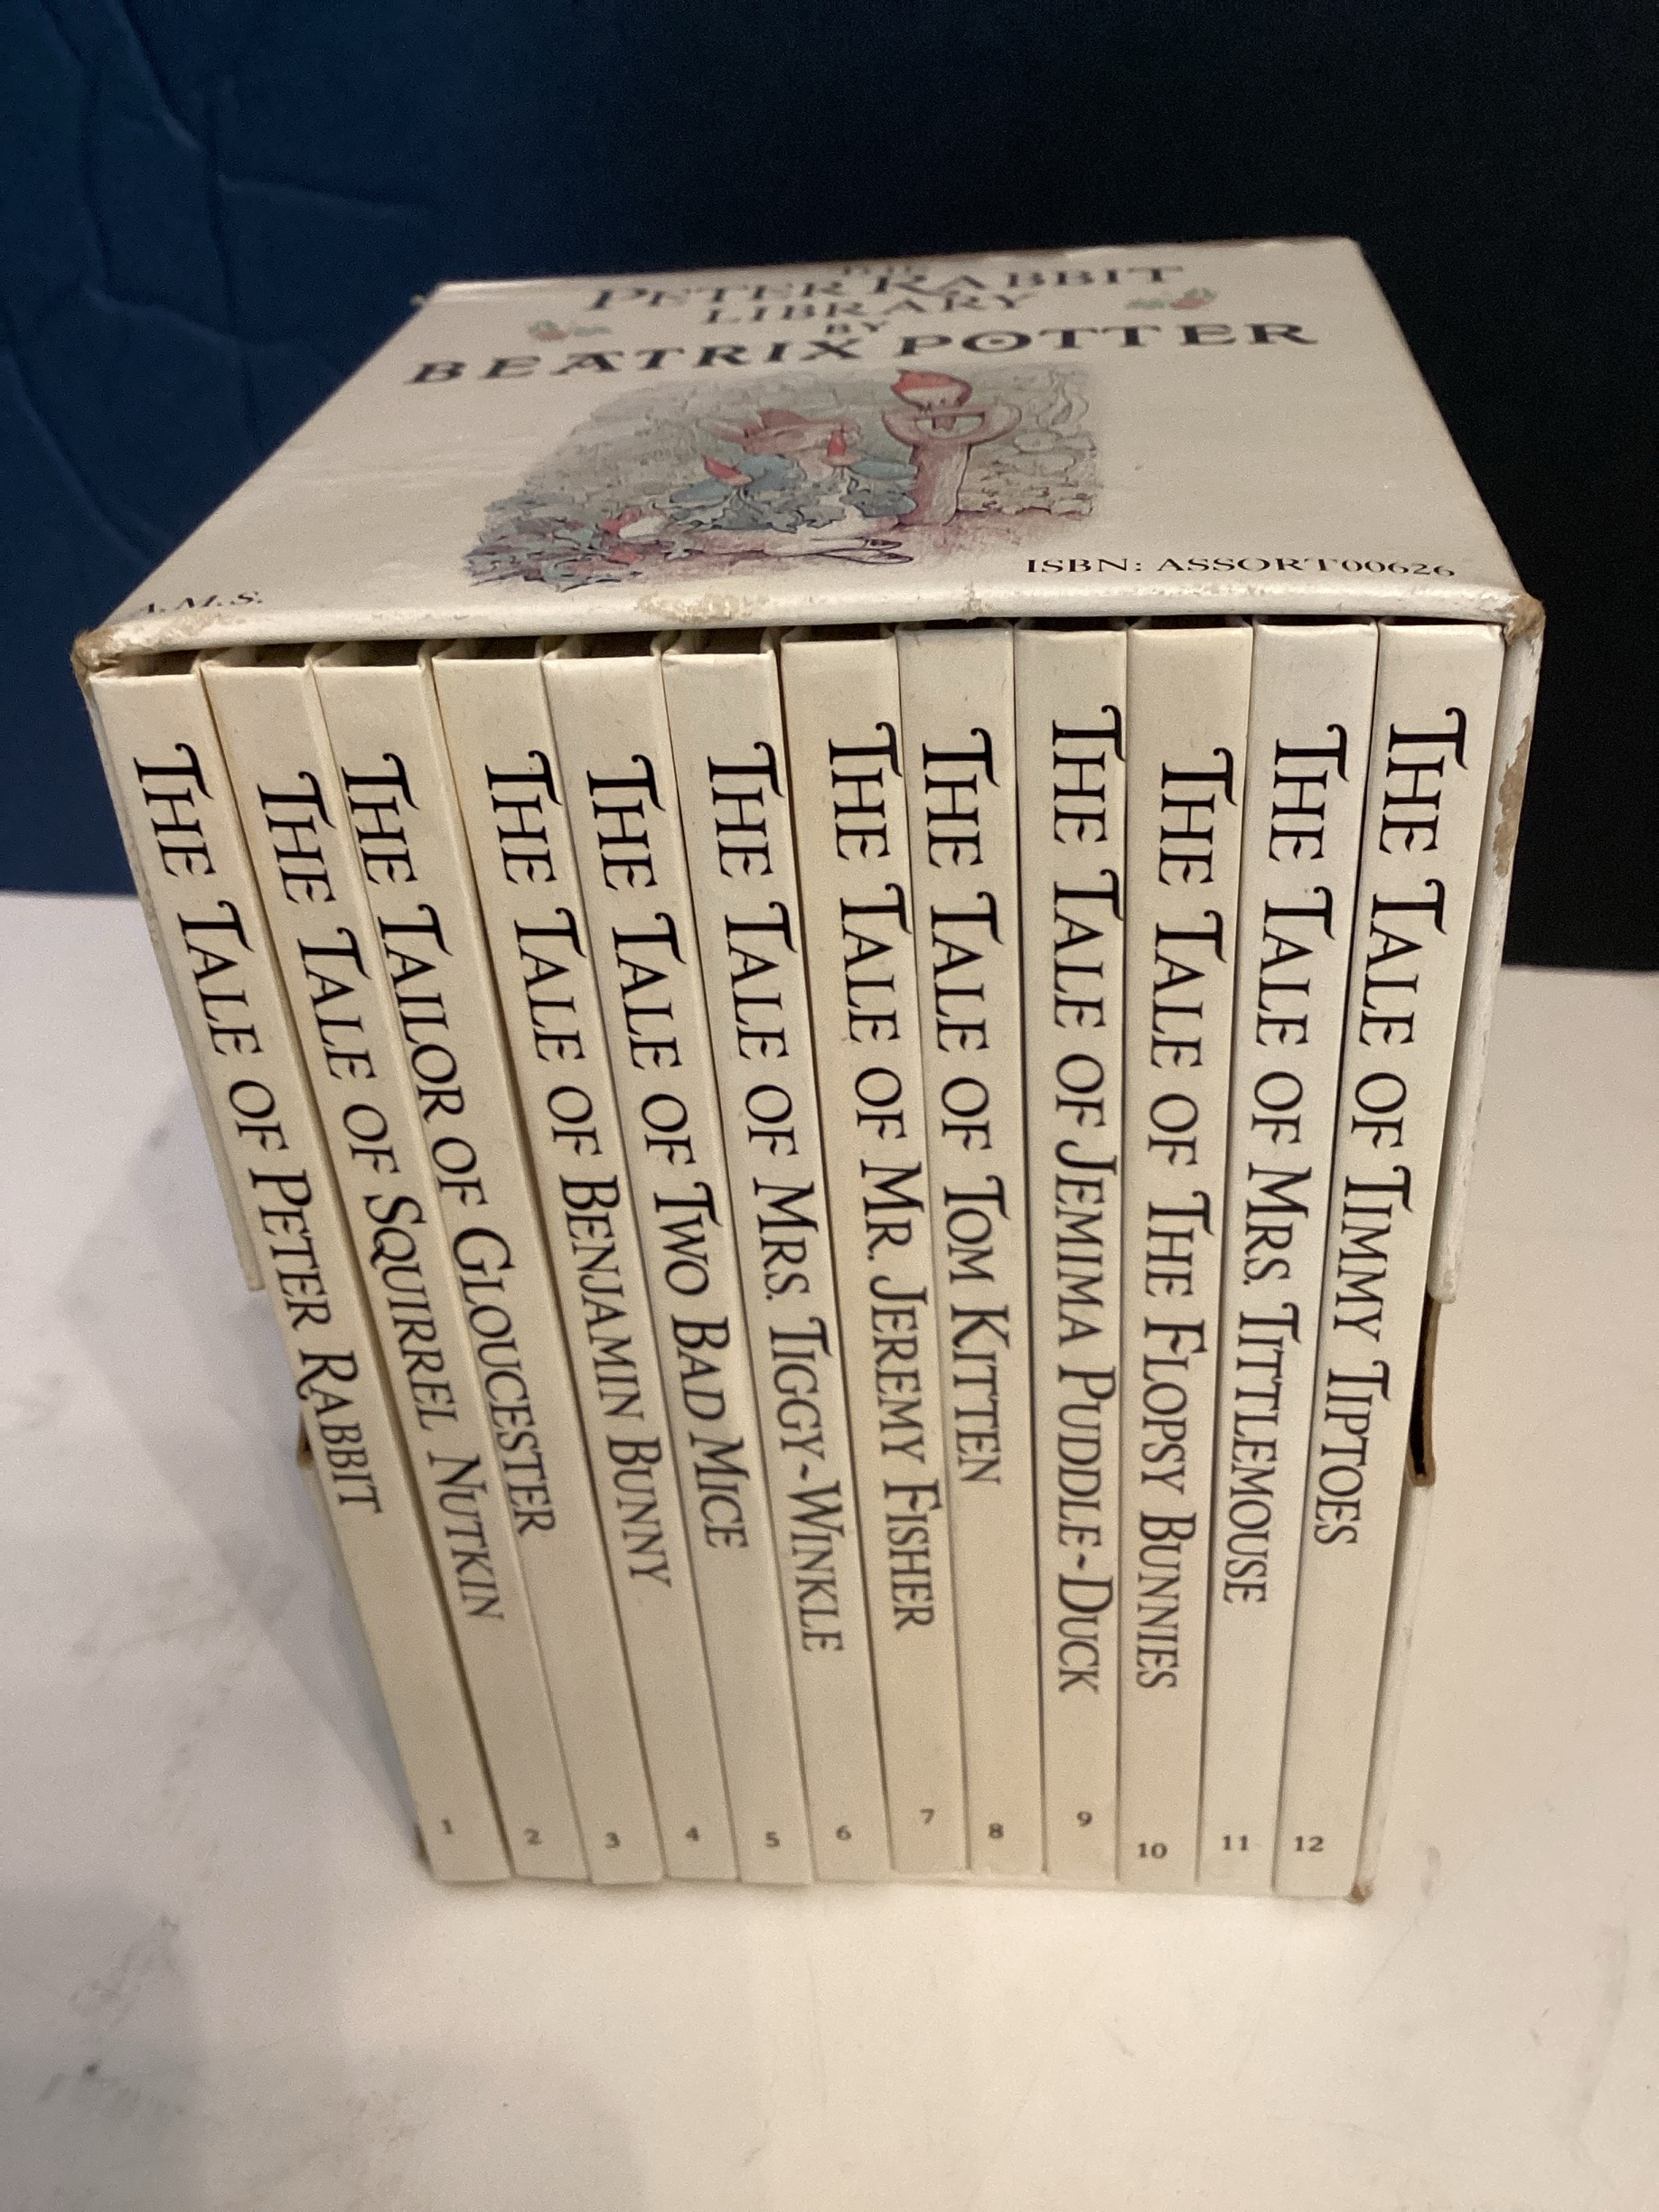 THE
PETER RABBIT
LIBRARY
BY
BEATRIX POTTER
ISBN: ASSORT00626
A.M.S.
THE TALE OF PETER RABBIT
1
THE TALE OF SQUIRREL NUTKIN
2
THE TAILOR OF GLOUCESTER
3
THE TALE OF BENJAMIN BUNNY
4
THE TALE OF TWO BAD MICE
5
THE TALE OF MRS. TIGGY-WINKLE
6
THE TALE OF MR. JEREMY FISHER
7
THE TALE OF TOM KITTEN
8
THE TALE OF JEMIMA PUDDLE-DUCK
9
THE TALE OF THE FLOPSY BUNNIES
10
THE TALE OF MRS. TITTLEMOUSE
11
THE TALE OF TIMMY TIPTOES
12